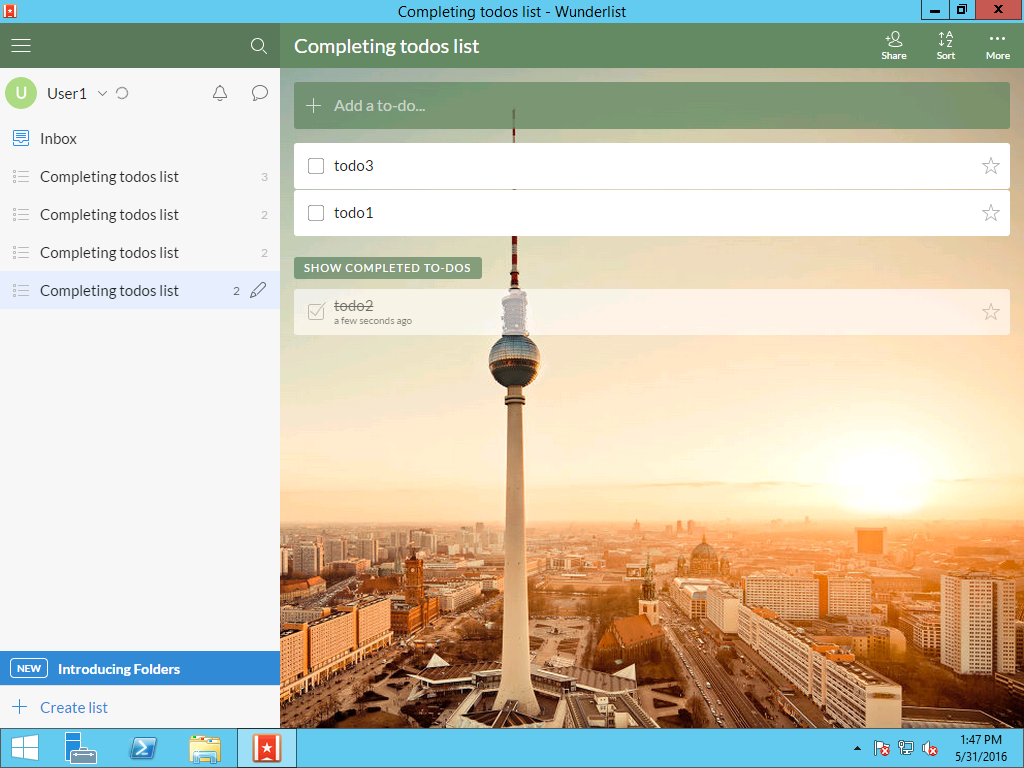 Completing todos list - Wunderlist
Completing todos list
Share
Sort
More
U User1
Inbox
Completing todos list 3
Completing todos list 2
Completing todos list 2
Completing todos list 2
NEW Introducing Folders
Create list
Add a to-do...
todo3
todo1
SHOW COMPLETED TO-DOS
todo2
a few seconds ago
1:47 PM
5/31/2016